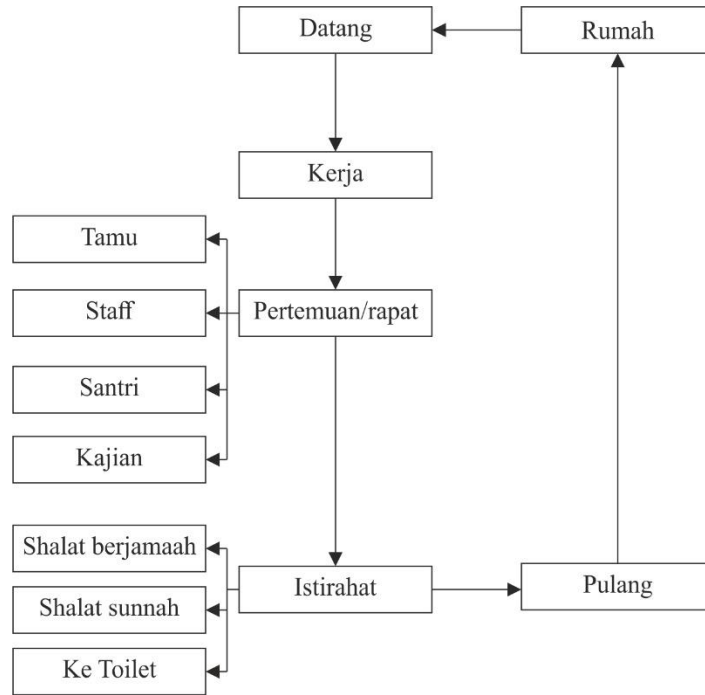 Datang
Rumah
Kerja
Tamu
Staff
Pertemuan/rapat
Santri
Kajian
Shalat berjamaah
Istirahat
Pulang
Shalat sunnah
Ke Toilet